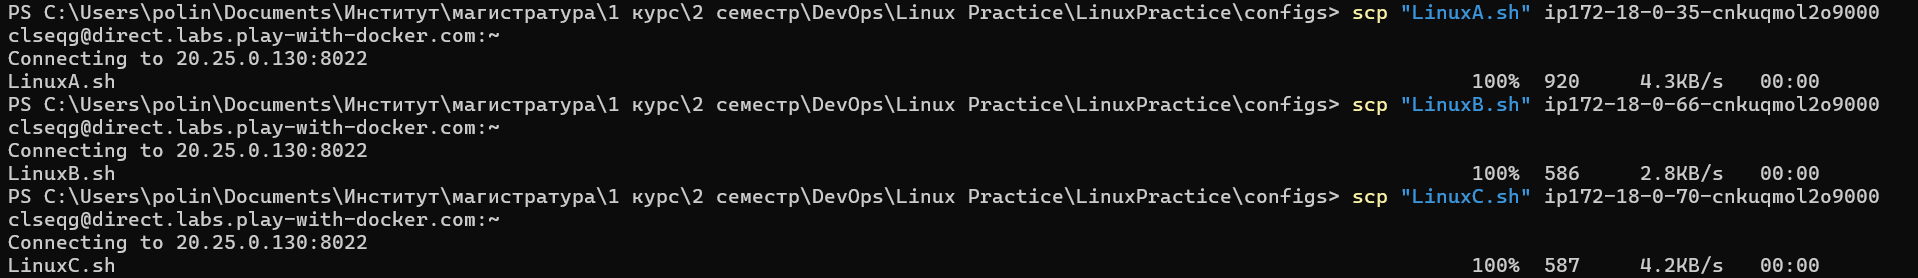 PS C:\Users\polin\Documents\Институт\магистратура\1 курс\2 семестр\DevOps\Linux Practice\LinuxPractice\configs> scp "LinuxA.sh" ip172-18-0-35-cnkuqmol2o9000
clseqg@direct.labs.play-with-docker.com:~
Connecting to 20.25.0.130:8022
LinuxA.sh 100% 920 4.3KB/s 00:00
PS C:\Users\polin\Documents\Институт\магистратура\1 курс\2 семестр\DevOps\Linux Practice\LinuxPractice\configs> scp "LinuxB.sh" ip172-18-0-66-cnkuqmol2o9000
clseqg@direct.labs.play-with-docker.com:~
Connecting to 20.25.0.130:8022
LinuxB.sh 100% 586 2.8KB/s 00:00
PS C:\Users\polin\Documents\Институт\магистратура\1 курс\2 семестр\DevOps\Linux Practice\LinuxPractice\configs> scp "LinuxC.sh" ip172-18-0-70-cnkuqmol2o9000
clseqg@direct.labs.play-with-docker.com:~
Connecting to 20.25.0.130:8022
LinuxC.sh 100% 587 4.2KB/s 00:00